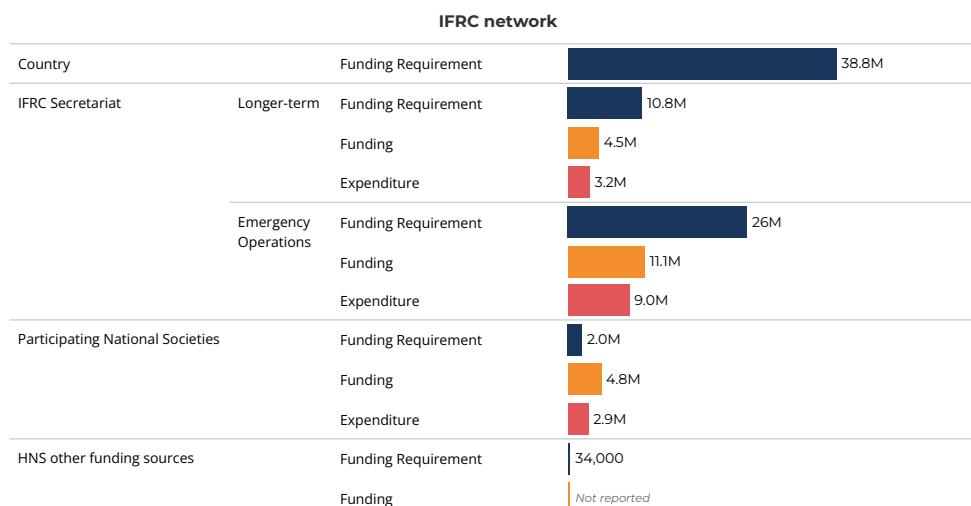 IFRC network
Country Funding Requirement 38.8M
IFRC Secretariat Longer-term Funding Requirement 10.8M
Funding 4.5M
Expenditure 3.2M
Emergency Operations Funding Requirement 26M
Funding 11.1M
Expenditure 9.0M
Participating National Societies Funding Requirement 2.0M
Funding 4.8M
Expenditure 2.9M
HNS other funding sources Funding Requirement 34,000
Funding Not reported